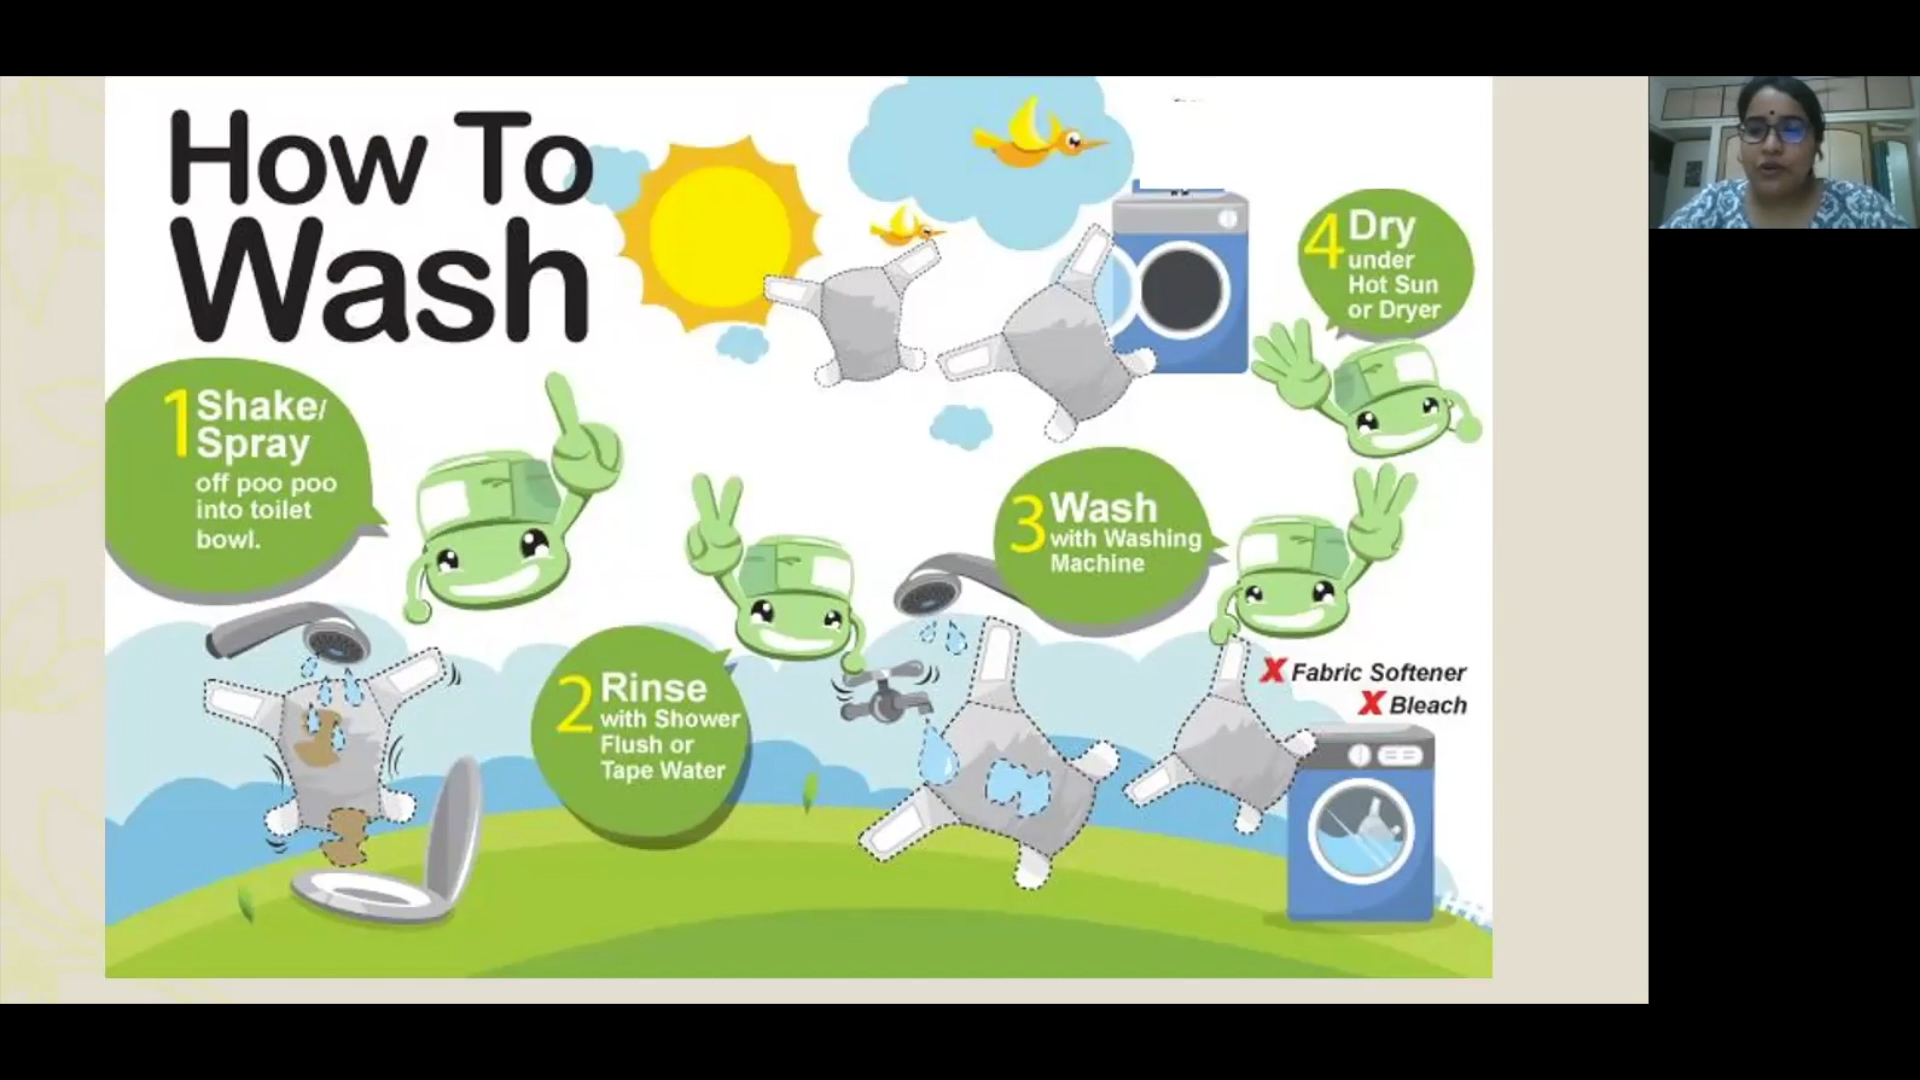 How To
Wash
1 Shake/
Spray
off poo poo
into toilet
bowl.
2 Rinse
with Shower
Flush or
Tape Water
3 Wash
with Washing
Machine
X Fabric Softener
X Bleach
4 Dry
under
Hot Sun
or Dryer